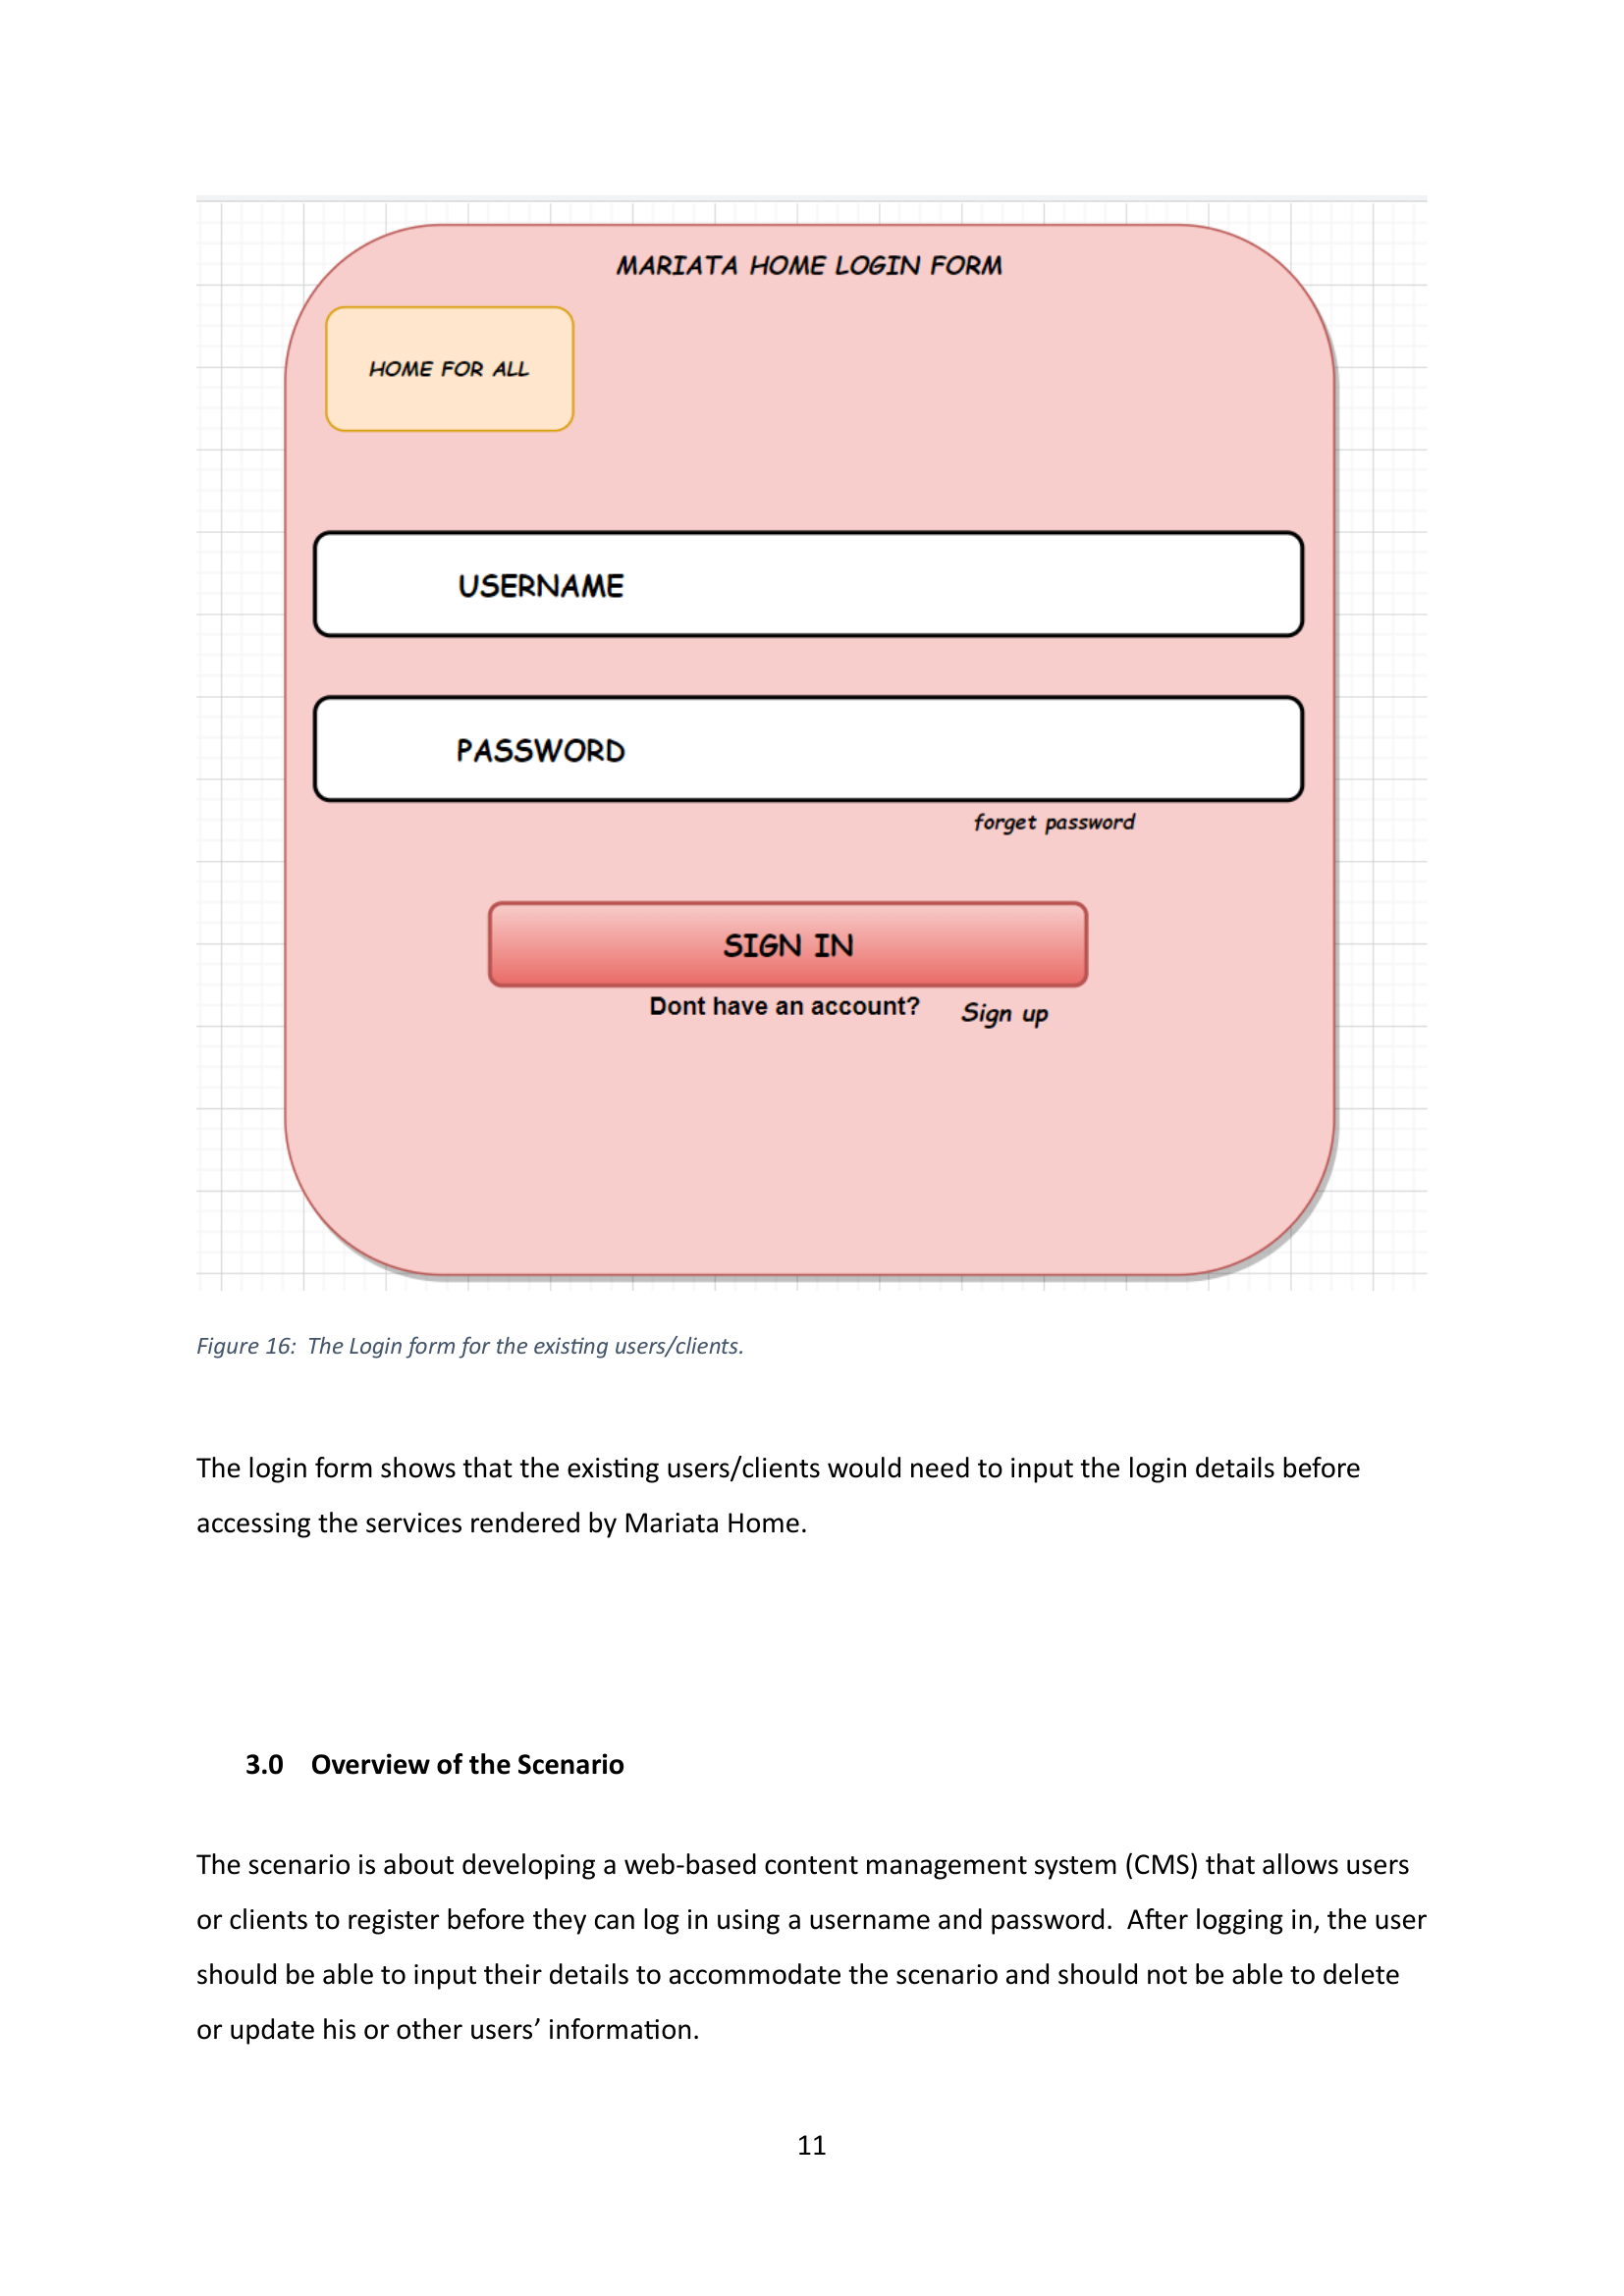 MARIATA HOME LOGIN FORM
HOME FOR ALL
USERNAME
PASSWORD
forget password
SIGN IN
Dont have an account? Sign up
Figure 16:  The Login form for the existing users/clients.
The login form shows that the existing users/clients would need to input the login details before
accessing the services rendered by Mariata Home.
3.0 Overview of the Scenario
The scenario is about developing a web-based content management system (CMS) that allows users
or clients to register before they can log in using a username and password.  After logging in, the user
should be able to input their details to accommodate the scenario and should not be able to delete
or update his or other users’ information.
11